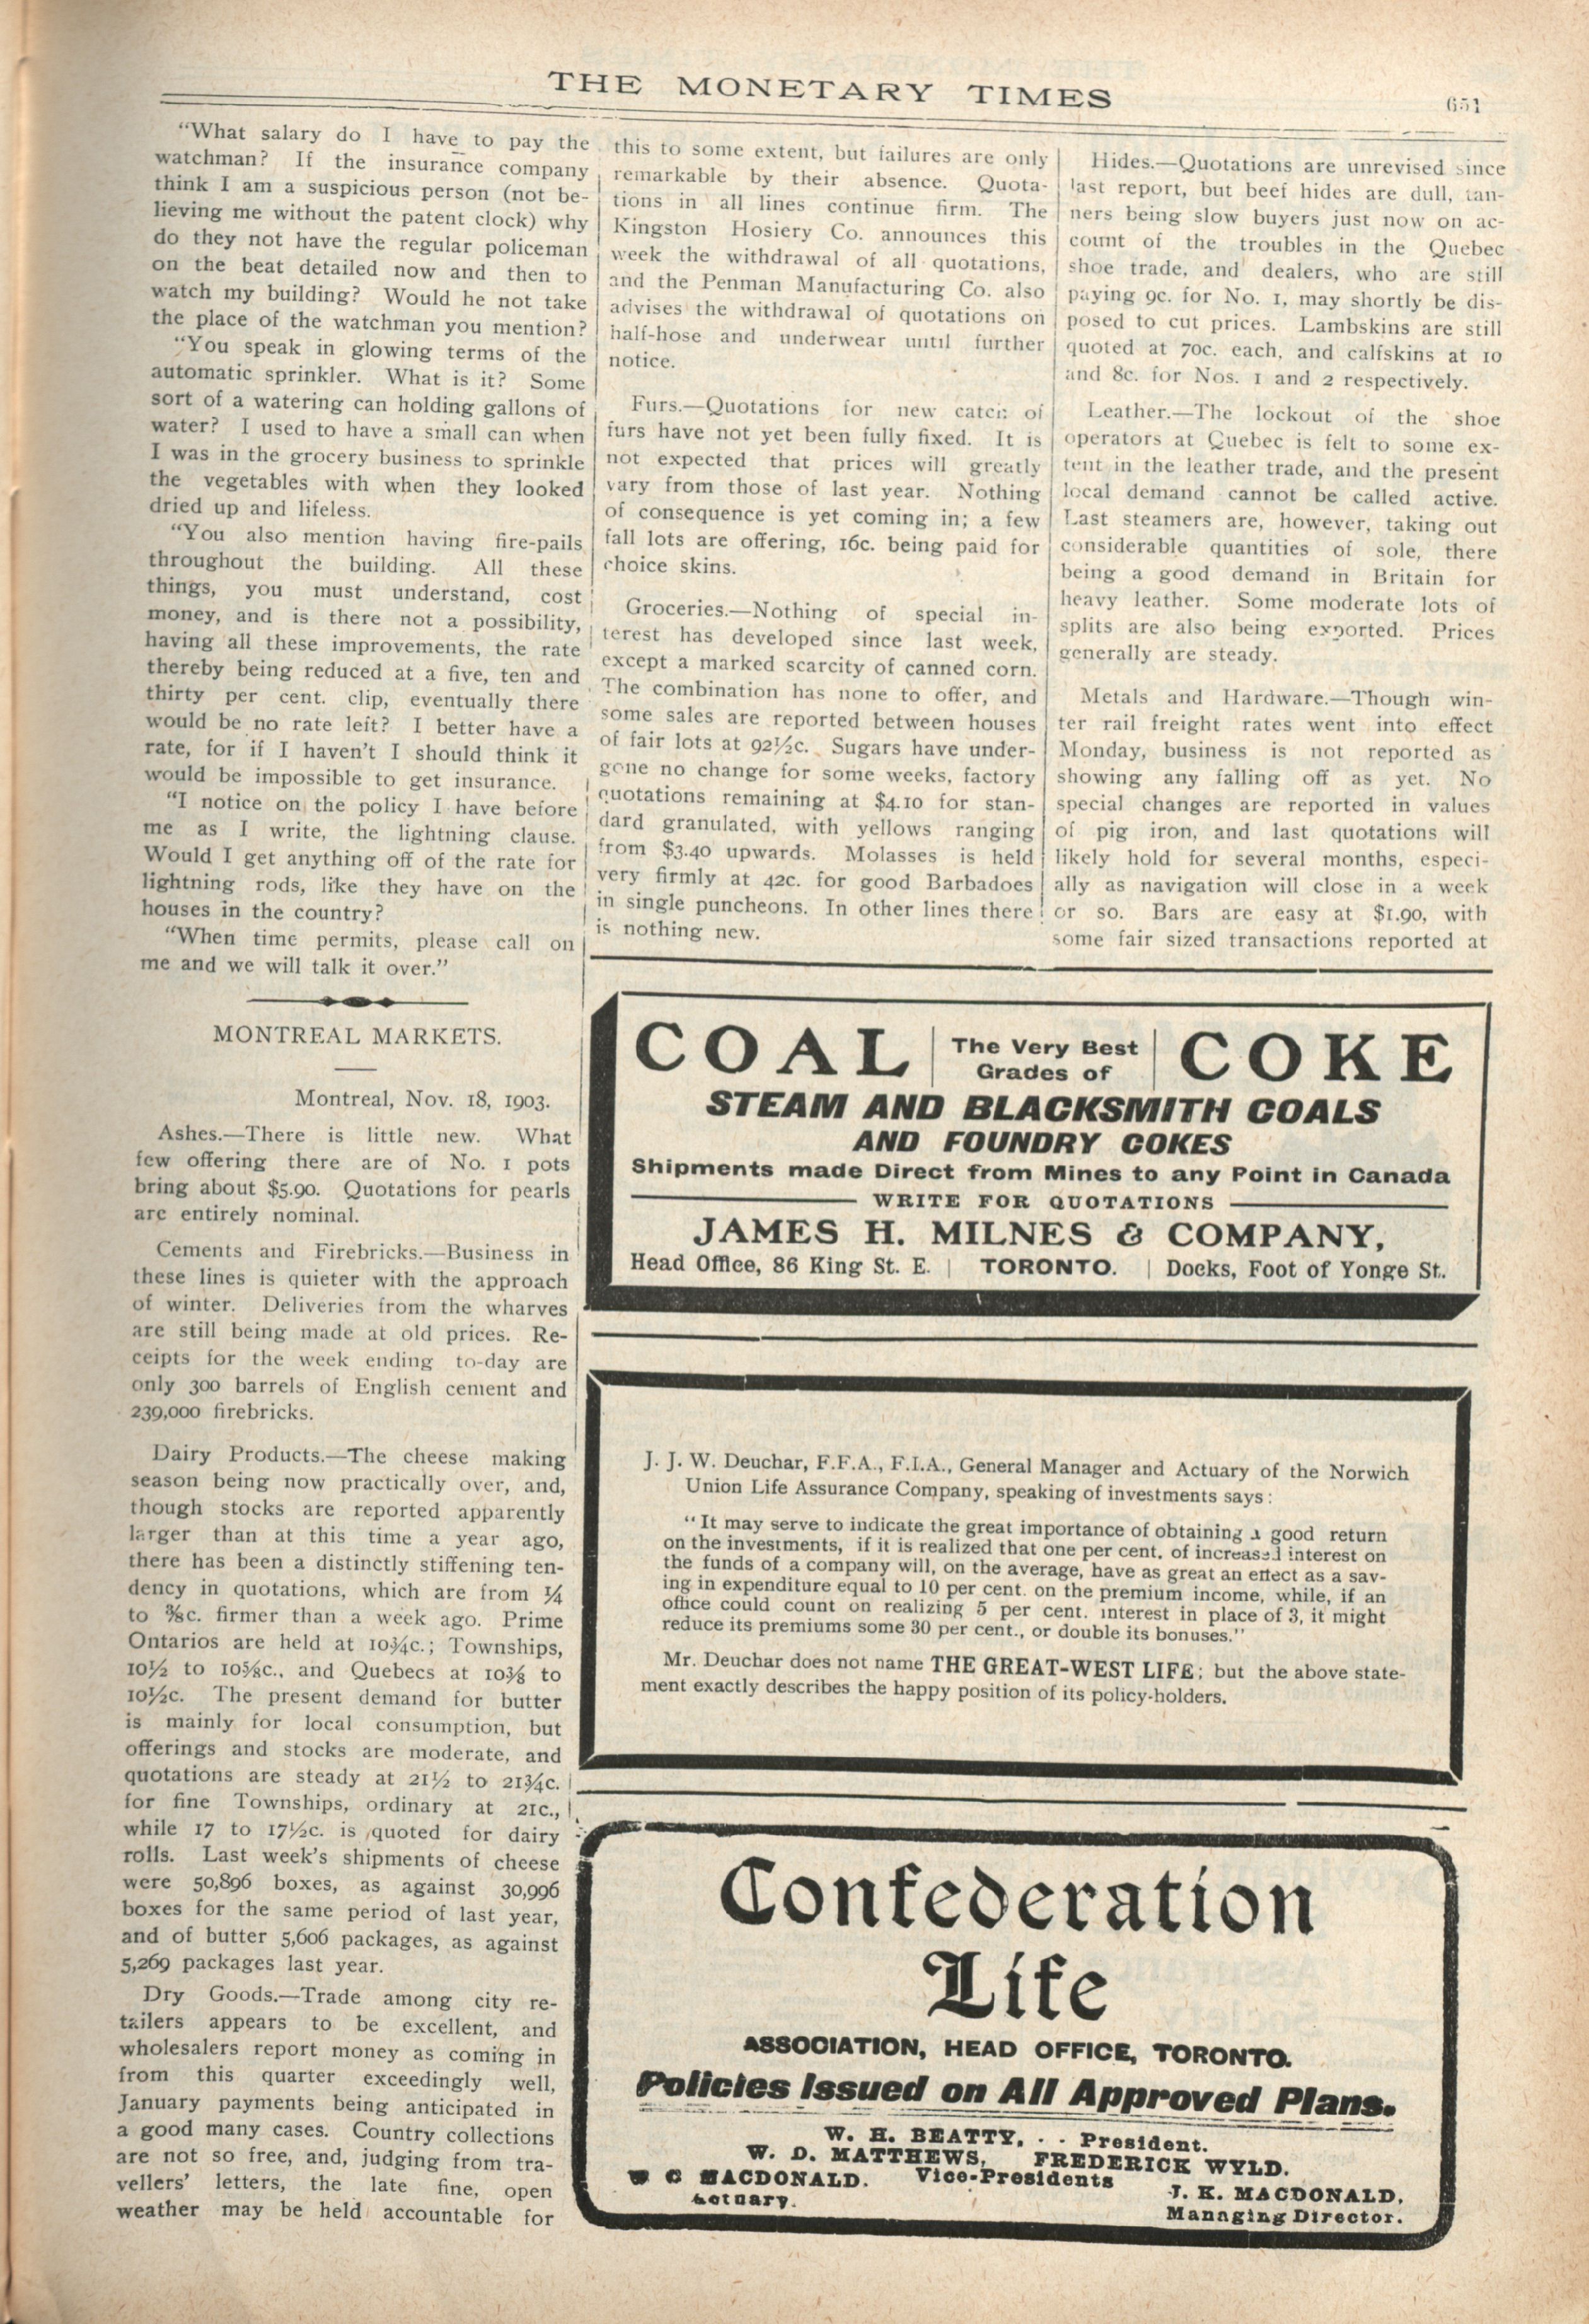 THE MONETARY TIMES
651
"What salary do I have to pay the
watchman? If the insurance company
think I am a suspicious person (not be-
lieving me without the patent clock) why
do they not have the regular policeman
on the beat detailed now and then to
watch my building? Would he not take
the place of the watchman you mention?
"You speak in glowing terms of the
automatic sprinkler. What is it? Some
sort of a watering can holding gallons of
water? I used to have a small can when
I was in the grocery business to sprinkle
the vegetables with when they looked
dried up and lifeless.
"You also mention having fire-pails
throughout the building. All these
things, you must understand, cost
money, and is there not a possibility,
having all these improvements, the rate
thereby being reduced at a five, ten and
thirty per cent. clip, eventually there
would be no rate left? I better have a
rate, for if I haven't I should think it
would be impossible to get insurance.
"I notice on the policy I have before
me as I write, the lightning clause.
Would I get anything off of the rate for
lightning rods, like they have on the
houses in the country?
"When time permits, please call on
me and we will talk it over."
MONTREAL MARKETS.
Montreal, Nov. 18, 1903.
Ashes.—There is little new. What
few offering there are of No. 1 pots
bring about $5.90. Quotations for pearls
are entirely nominal.
Cements and Firebricks.—Business in
these lines is quieter with the approach
of winter. Deliveries from the wharves
are still being made at old prices. Re-
ceipts for the week ending to-day are
only 300 barrels of English cement and
239,000 firebricks.
Dairy Products.—The cheese making
season being now practically over, and,
though stocks are reported apparently
larger than at this time a year ago,
there has been a distinctly stiffening ten-
dency in quotations, which are from ¼
to ⅜c. firmer than a week ago. Prime
Ontarios are held at 10¾c.; Townships,
10½ to 10⅝c., and Quebecs at 10⅜ to
10½c. The present demand for butter
is mainly for local consumption, but
offerings and stocks are moderate, and
quotations are steady at 21½ to 21¾c.
for fine Townships, ordinary at 21c.,
while 17 to 17½c. is quoted for dairy
rolls. Last week's shipments of cheese
were 50,896 boxes, as against 30,996
boxes for the same period of last year,
and of butter 5,606 packages, as against
5,269 packages last year.
Dry Goods.—Trade among city re-
tailers appears to be excellent, and
wholesalers report money as coming in
from this quarter exceedingly well,
January payments being anticipated in
a good many cases. Country collections
are not so free, and, judging from tra-
vellers' letters, the late fine, open
weather may be held accountable for
this to some extent, but failures are only
remarkable by their absence. Quota-
tions in all lines continue firm. The
Kingston Hosiery Co. announces this
week the withdrawal of all quotations,
and the Penman Manufacturing Co. also
advises the withdrawal of quotations on
half-hose and underwear until further
notice.
Furs.—Quotations for new catch of
furs have not yet been fully fixed. It is
not expected that prices will greatly
vary from those of last year. Nothing
of consequence is yet coming in; a few
fall lots are offering, 16c. being paid for
choice skins.
Groceries.—Nothing of special in-
terest has developed since last week,
except a marked scarcity of canned corn.
The combination has none to offer, and
some sales are reported between houses
of fair lots at 92½c. Sugars have under-
gone no change for some weeks, factory
quotations remaining at $4.10 for stan-
dard granulated, with yellows ranging
from $3.40 upwards. Molasses is held
very firmly at 42c. for good Barbadoes
in single puncheons. In other lines there
is nothing new.
Hides.—Quotations are unrevised since
last report, but beef hides are dull, tan-
ners being slow buyers just now on ac-
count of the troubles in the Quebec
shoe trade, and dealers, who are still
paying 9c. for No. 1, may shortly be dis-
posed to cut prices. Lambskins are still
quoted at 70c. each, and calfskins at 10
and 8c. for Nos. 1 and 2 respectively.
Leather.—The lockout of the shoe
operators at Quebec is felt to some ex-
tent in the leather trade, and the present
local demand cannot be called active.
Last steamers are, however, taking out
considerable quantities of sole, there
being a good demand in Britain for
heavy leather. Some moderate lots of
splits are also being exported. Prices
generally are steady.
Metals and Hardware.—Though win-
ter rail freight rates went into effect
Monday, business is not reported as
showing any falling off as yet. No
special changes are reported in values
of pig iron, and last quotations will
likely hold for several months, especi-
ally as navigation will close in a week
or so. Bars are easy at $1.90, with
some fair sized transactions reported at
COAL The Very Best Grades of COKE
STEAM AND BLACKSMITH COALS
AND FOUNDRY COKES
Shipments made Direct from Mines to any Point in Canada
WRITE FOR QUOTATIONS
JAMES H. MILNES & COMPANY,
Head Office, 86 King St. E. | TORONTO. | Docks, Foot of Yonge St.
J. J. W. Deuchar, F.F.A., F.I.A., General Manager and Actuary of the Norwich
Union Life Assurance Company, speaking of investments says:
"It may serve to indicate the great importance of obtaining a good return
on the investments, if it is realized that one per cent. of increased interest on
the funds of a company will, on the average, have as great an effect as a sav-
ing in expenditure equal to 10 per cent. on the premium income, while, if an
office could count on realizing 5 per cent. interest in place of 3, it might
reduce its premiums some 30 per cent., or double its bonuses."
Mr. Deuchar does not name THE GREAT-WEST LIFE; but the above state-
ment exactly describes the happy position of its policy-holders.
Confederation
Life
ASSOCIATION, HEAD OFFICE, TORONTO.
Policies Issued on All Approved Plans.
W. H. BEATTY, - - President.
W. D. MATTHEWS, FREDERICK WYLD.
Vice-Presidents
W C MACDONALD. J. K. MACDONALD,
Actuary. Managing Director.